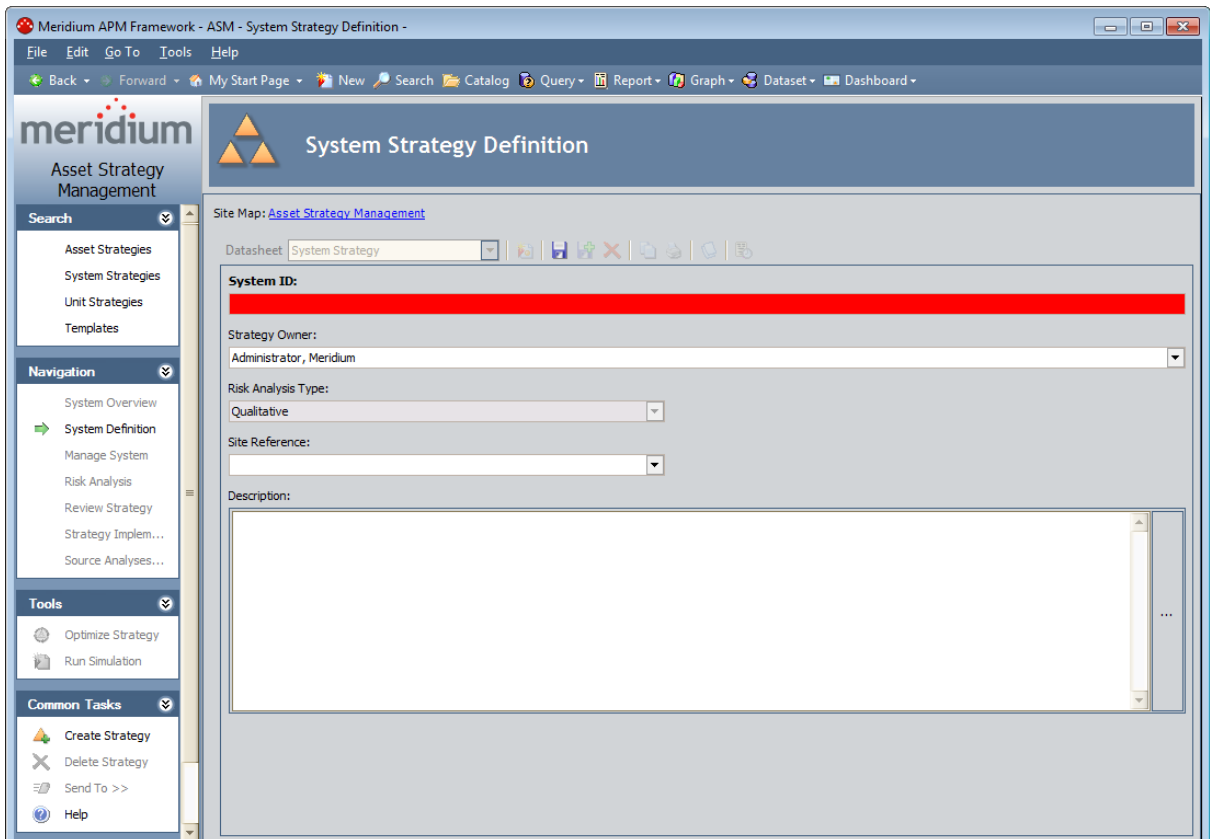 Meridium APM Framework - ASM - System Strategy Definition -
File Edit Go To Tools Help
Back Forward My Start Page New Search Catalog Query Report Graph Dataset Dashboard
meridium
Asset Strategy
Management
System Strategy Definition
Search
Asset Strategies
System Strategies
Unit Strategies
Templates
Navigation
System Overview
System Definition
Manage System
Risk Analysis
Review Strategy
Strategy Implem...
Source Analyses...
Tools
Optimize Strategy
Run Simulation
Common Tasks
Create Strategy
Delete Strategy
Send To >>
Help
Site Map: Asset Strategy Management
Datasheet System Strategy
System ID:
Strategy Owner:
Administrator, Meridium
Risk Analysis Type:
Qualitative
Site Reference:
Description:
...